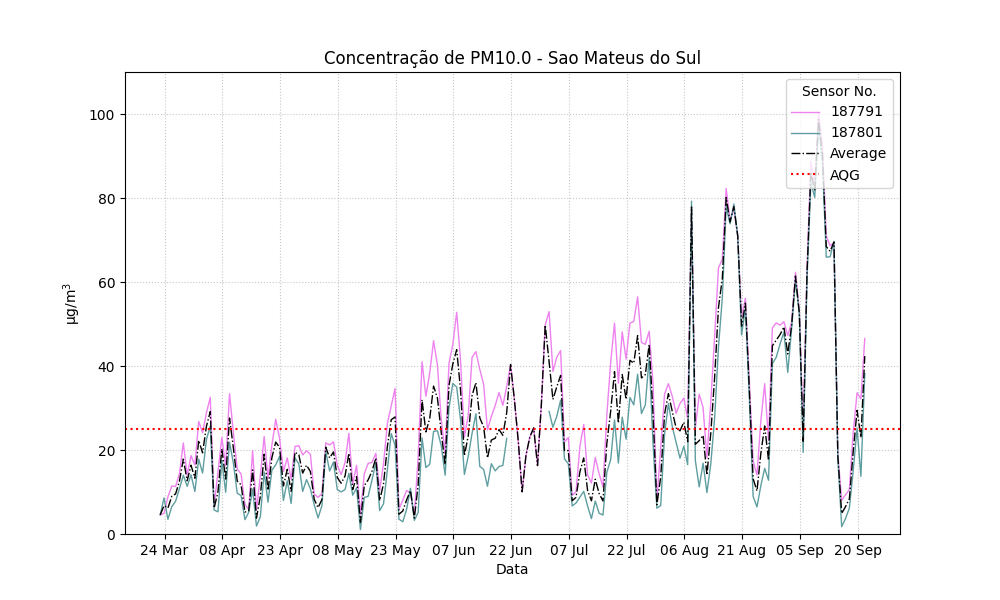 Concentração de PM10.0 - Sao Mateus do Sul
Sensor No.
187791
187801
Average
AQG
100
80
60
40
20
0
µg/m³
24 Mar 08 Apr 23 Apr 08 May 23 May 07 Jun 22 Jun 07 Jul 22 Jul 06 Aug 21 Aug 05 Sep 20 Sep
Data